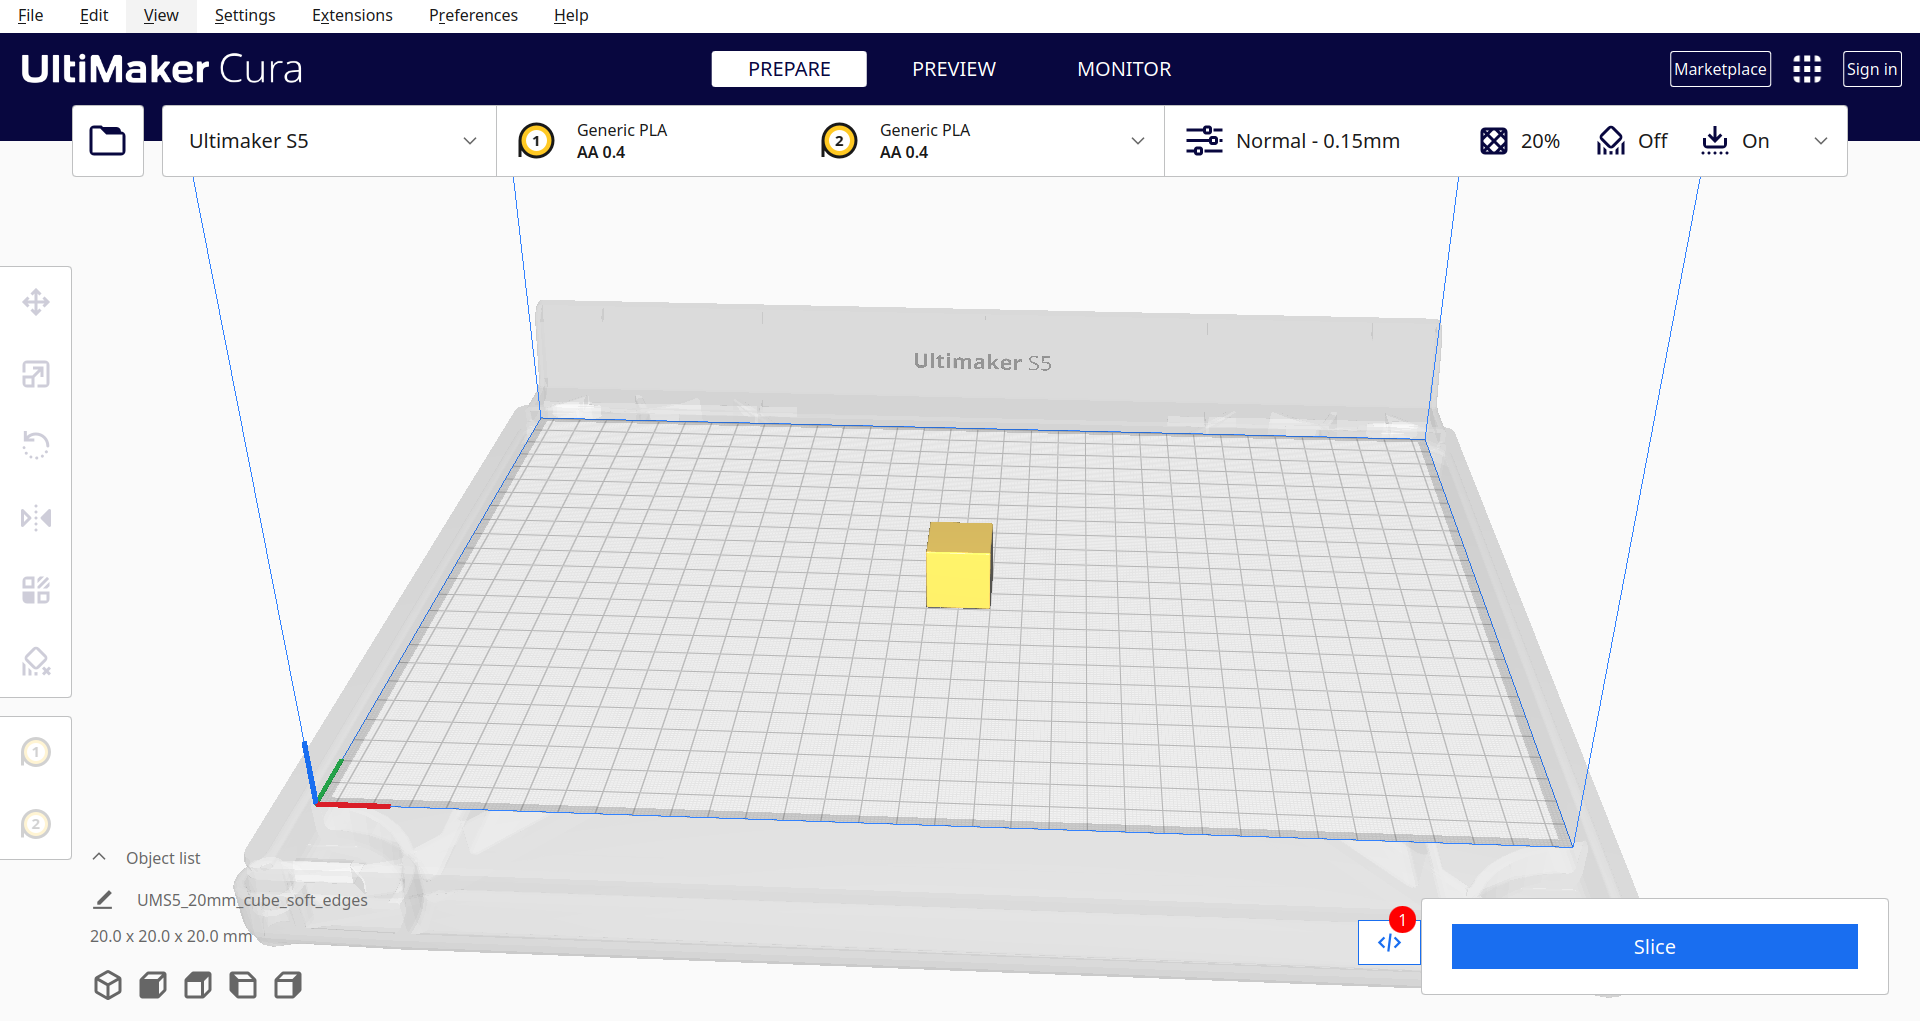 File Edit View Settings Extensions Preferences Help
UltiMaker Cura PREPARE PREVIEW MONITOR Marketplace Sign in
Ultimaker S5 1 Generic PLA AA 0.4 2 Generic PLA AA 0.4 Normal - 0.15mm 20% Off On
Ultimaker S5
1
2
Object list
UMS5_20mm_cube_soft_edges
20.0 x 20.0 x 20.0 mm
1
</> Slice